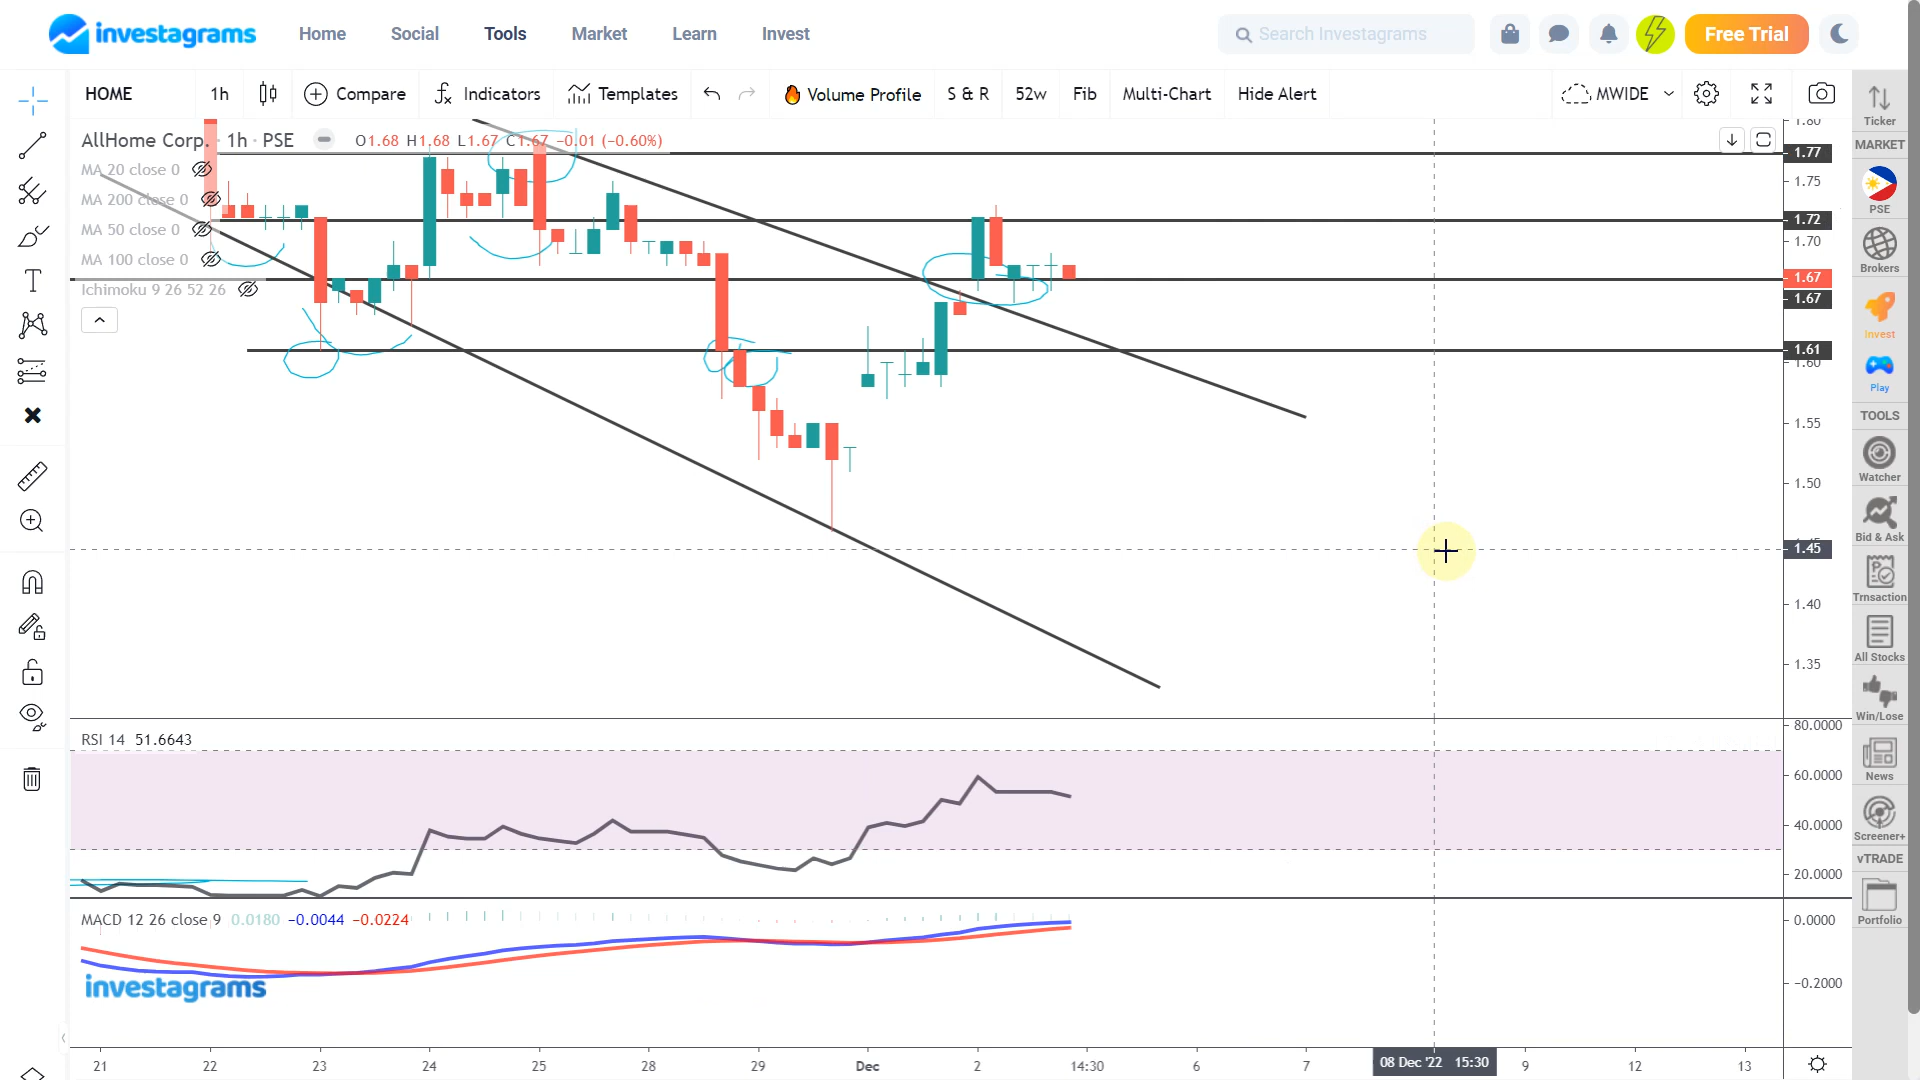 investagrams
Home Social Tools Market Learn Invest
Search Investagrams
Free Trial
HOME 1h Compare Indicators Templates Volume Profile S & R 52w Fib Multi-Chart Hide Alert MWIDE
AllHome Corp. 1h · PSE O1.68 H1.68 L1.67 C1.67 −0.01 (−0.60%)
MA 20 close 0
MA 200 close 0
MA 50 close 0
MA 100 close 0
Ichimoku 9 26 52 26
1.80
1.77
1.75
1.72
1.70
1.67
1.67
1.61
1.60
1.55
1.50
1.45
1.40
1.35
RSI 14 51.6643
80.0000
60.0000
40.0000
20.0000
MACD 12 26 close 9 0.0180 −0.0044 −0.0224
0.0000
−0.2000
investagrams
21 22 23 24 25 28 29 Dec 2 14:30 6 7 08 Dec '22 15:30 9 12 13
Ticker
MARKET
PSE
Brokers
Invest
Play
TOOLS
Watcher
Bid & Ask
Trnsaction
All Stocks
Win/Lose
News
Screener+
vTRADE
Portfolio